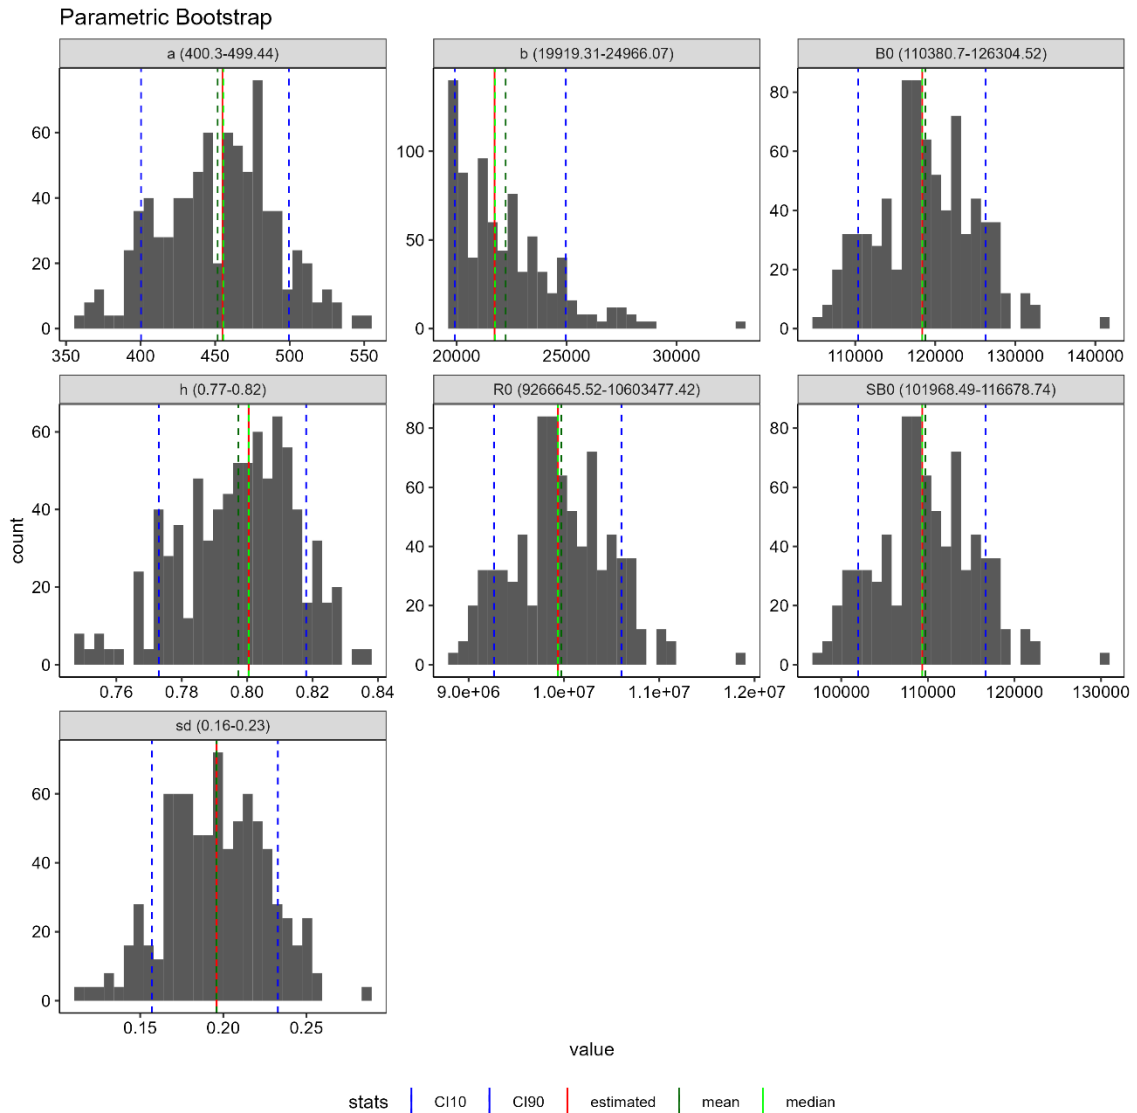 Parametric Bootstrap
a (400.3-499.44)
b (19919.31-24966.07)
B0 (110380.7-126304.52)
60
40
20
0
150
100
50
0
80
60
40
20
0
350 400 450 500 550
20000 25000 30000
110000 120000 130000 140000
h (0.77-0.82)
R0 (9266645.52-10603477.42)
SB0 (101968.49-116678.74)
60
40
20
0
80
60
40
20
0
80
60
40
20
0
0.76 0.78 0.80 0.82 0.84
9.0e+06 1.0e+07 1.1e+07 1.2e+07
100000 110000 120000 130000
sd (0.16-0.23)
60
40
20
0
0.15 0.20 0.25
count
value
stats CI10 CI90 estimated mean median